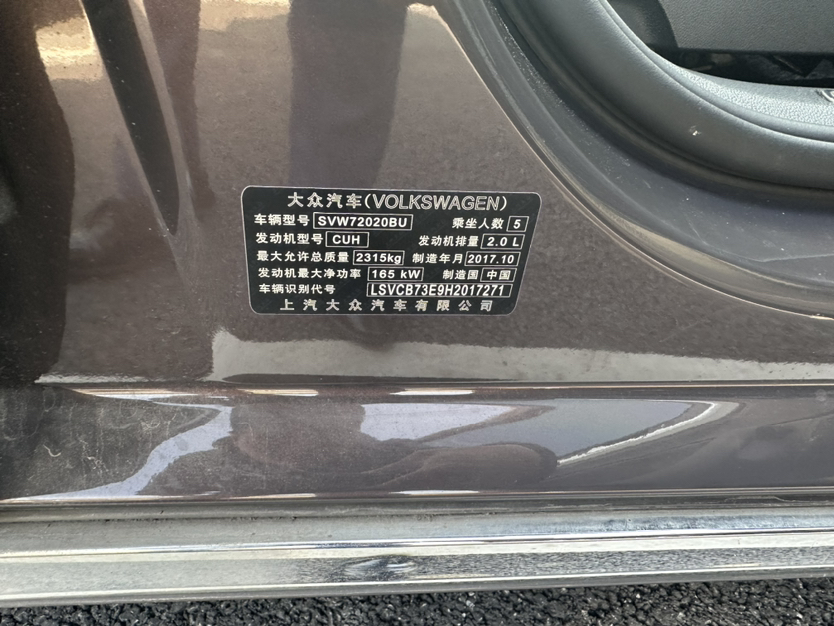 大众汽车(VOLKSWAGEN)
车辆型号 SVW72020BU 乘坐人数 5
发动机型号 CUH 发动机排量 2.0 L
最大允许总质量 2315kg 制造年月 2017.10
发动机最大净功率 165 kW 制造国 中国
车辆识别代号 LSVCB73E9H2017271
上汽大众汽车有限公司